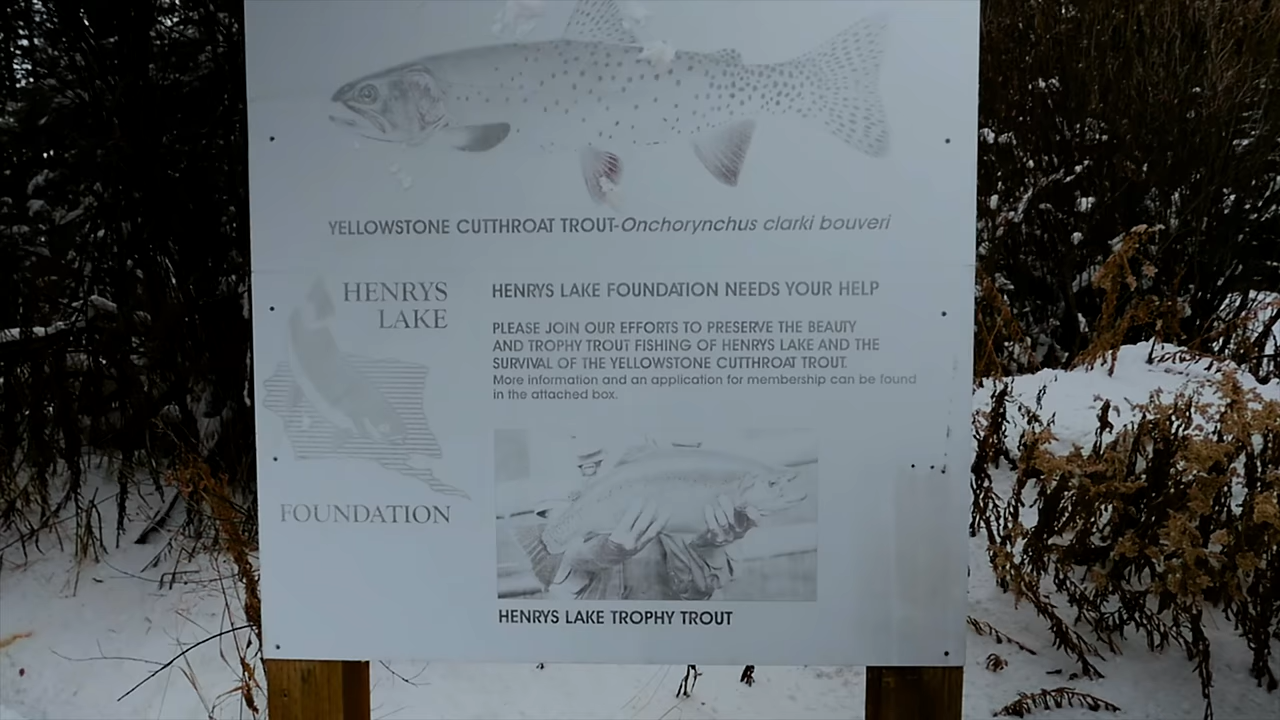 YELLOWSTONE CUTTHROAT TROUT-Onchorynchus clarki bouveri
HENRYS
LAKE
FOUNDATION
HENRYS LAKE FOUNDATION NEEDS YOUR HELP
PLEASE JOIN OUR EFFORTS TO PRESERVE THE BEAUTY
AND TROPHY TROUT FISHING OF HENRYS LAKE AND THE
SURVIVAL OF THE YELLOWSTONE CUTTHROAT TROUT.
More information and an application for membership can be found
in the attached box.
HENRYS LAKE TROPHY TROUT